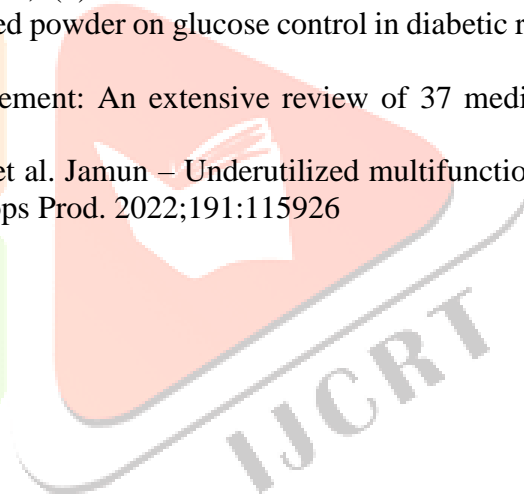 ed powder on glucose control in diabetic r
ement: An extensive review of 37 medi
et al. Jamun – Underutilized multifunctio
ops Prod. 2022;191:115926
IJCRT